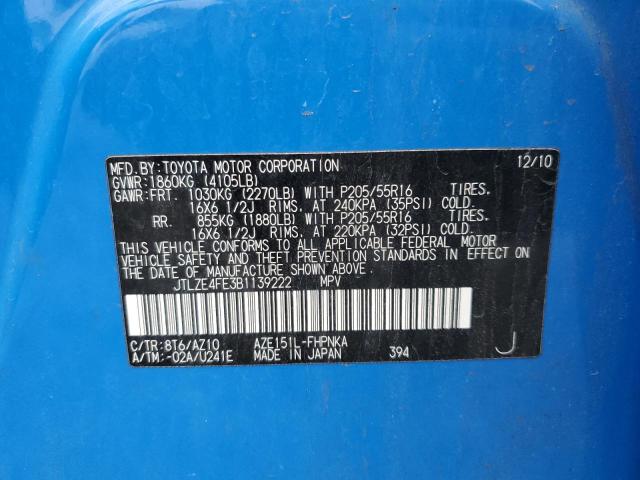 MFD. BY: TOYOTA MOTOR CORPORATION 12/10
GVWR: 1860KG (4105LB)
GAWR: FRT. 1030KG (2270LB) WITH P205/55R16 TIRES.
16X6 1/2J RIMS. AT 240KPA (35PSI) COLD.
RR. 855KG (1880LB) WITH P205/55R16 TIRES.
16X6 1/2J RIMS. AT 220KPA (32PSI) COLD.
THIS VEHICLE CONFORMS TO ALL APPLICABLE FEDERAL MOTOR
VEHICLE SAFETY AND THEFT PREVENTION STANDARDS IN EFFECT ON
THE DATE OF MANUFACTURE SHOWN ABOVE.
JTLZE4FE3B1139222 MPV
C/TR: 8T6/AZ10 AZE151L-FHPNKA
A/TM: -02A/U241E MADE IN JAPAN 394 J